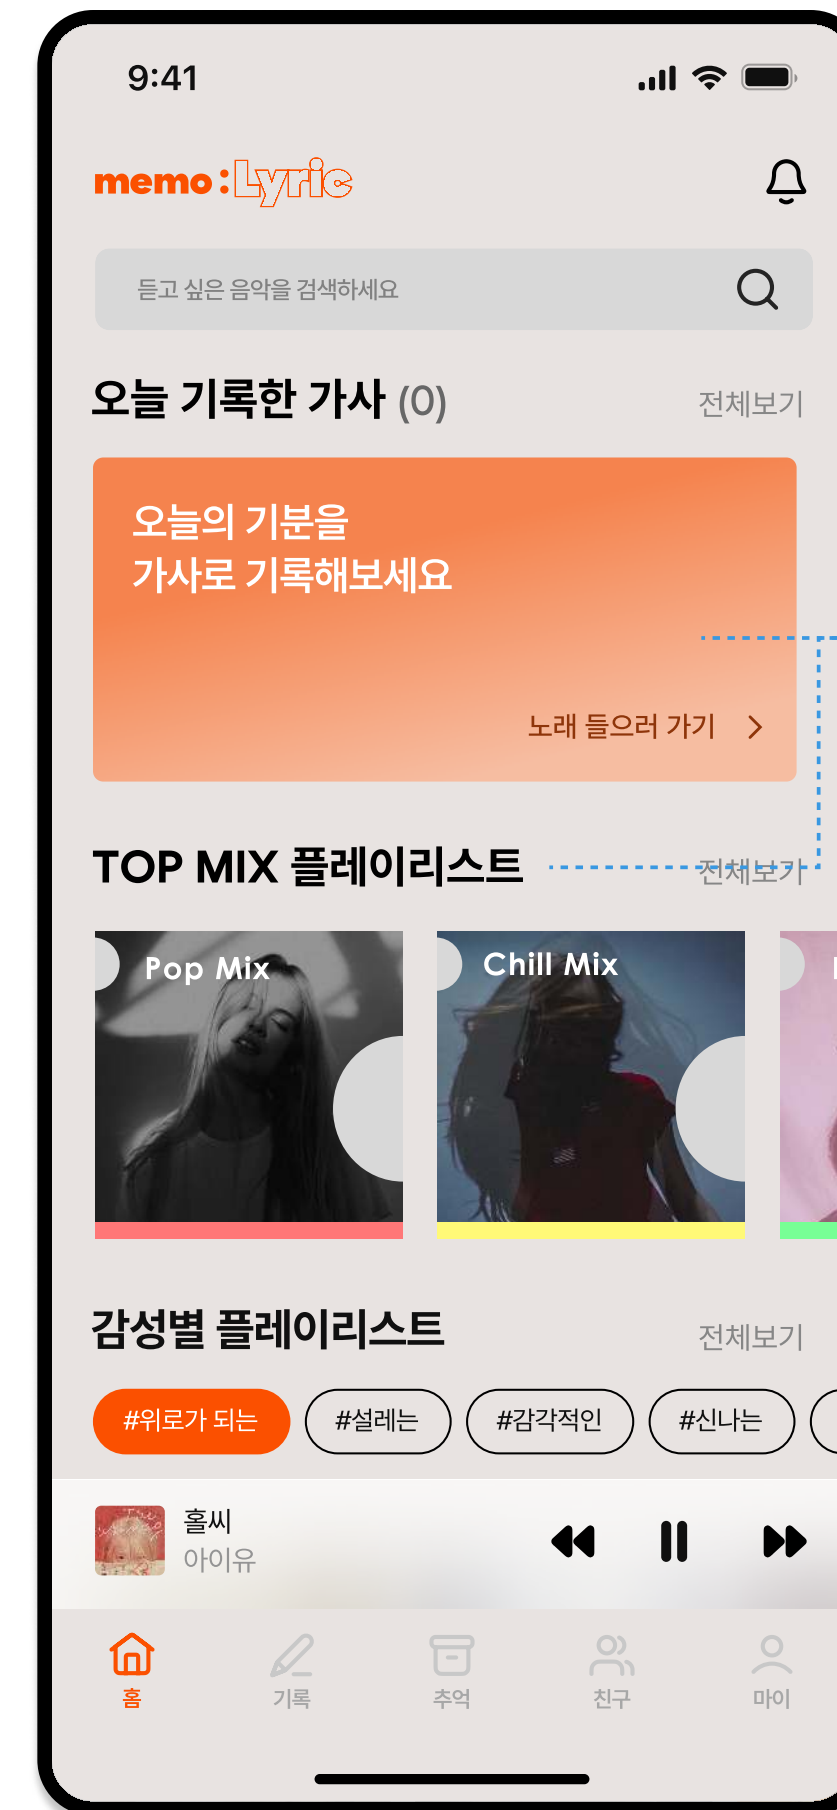 9:41
memo:Lyric
듣고 싶은 음악을 검색하세요
오늘 기록한 가사 (0)
전체보기
오늘의 기분을
가사로 기록해보세요
노래 들으러 가기
TOP MIX 플레이리스트
전체보기
Pop Mix
Chill Mix
감성별 플레이리스트
전체보기
#위로가 되는
#설레는
#감각적인
#신나는
홀씨
아이유
홈
기록
추억
친구
마이